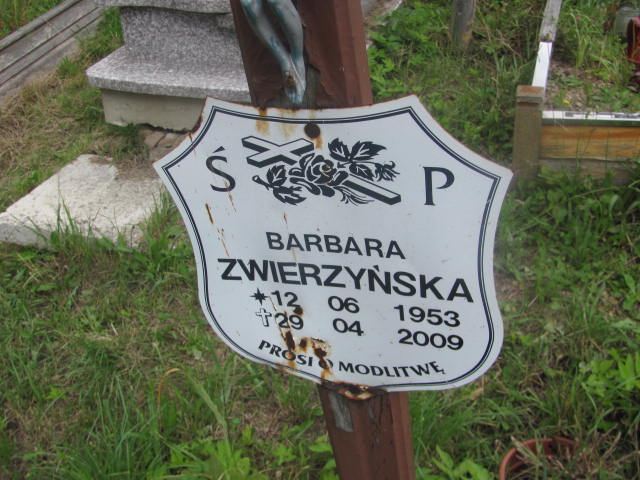 Ś P
BARBARA
ZWIERZYŃSKA
12 06 1953
29 04 2009
PROSI O MODLITWĘ